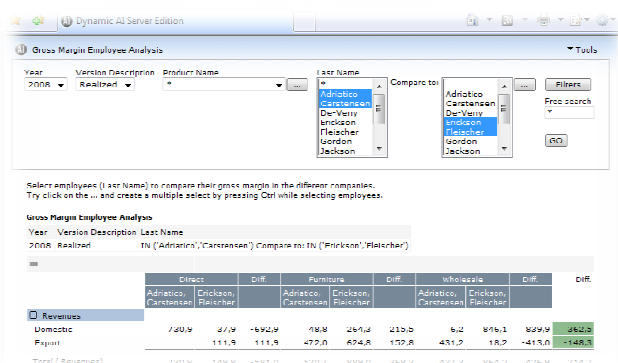 Dynamic AI Server Edition
Gross Margin Employee Analysis
Tools
Year Version Description Product Name Last Name Compare to:
2008 Realized * ... * ... Filters
Adriatico Adriatico
Carstensen Carstensen
De-Veny De-Veny
Erickson Erickson
Fleischer Fleischer
Gordon Gordon
Jackson Jackson
Free search
*
GO
Select employees (Last Name) to compare their gross margin in the different companies.
Try click on the ... and create a multiple select by pressing Ctrl while selecting employees.
Gross Margin Employee Analysis
Year Version Description Last Name
2008 Realized IN ('Adriatico','Carstensen') Compare to: IN ('Erickson','Fleischer')
Direct Diff. Furniture Diff. Wholesale Diff. Diff.
Adriatico, Erickson, Adriatico, Erickson, Adriatico, Erickson,
Carstensen Fleischer Carstensen Fleischer Carstensen Fleischer
Revenues
Domestic 730,9 37,9 -692,9 48,8 264,3 215,5 6,2 846,1 839,9 362,5
Export 111,9 111,9 472,0 624,8 152,8 431,2 18,2 -413,0 -148,3
Total ( Revenues)